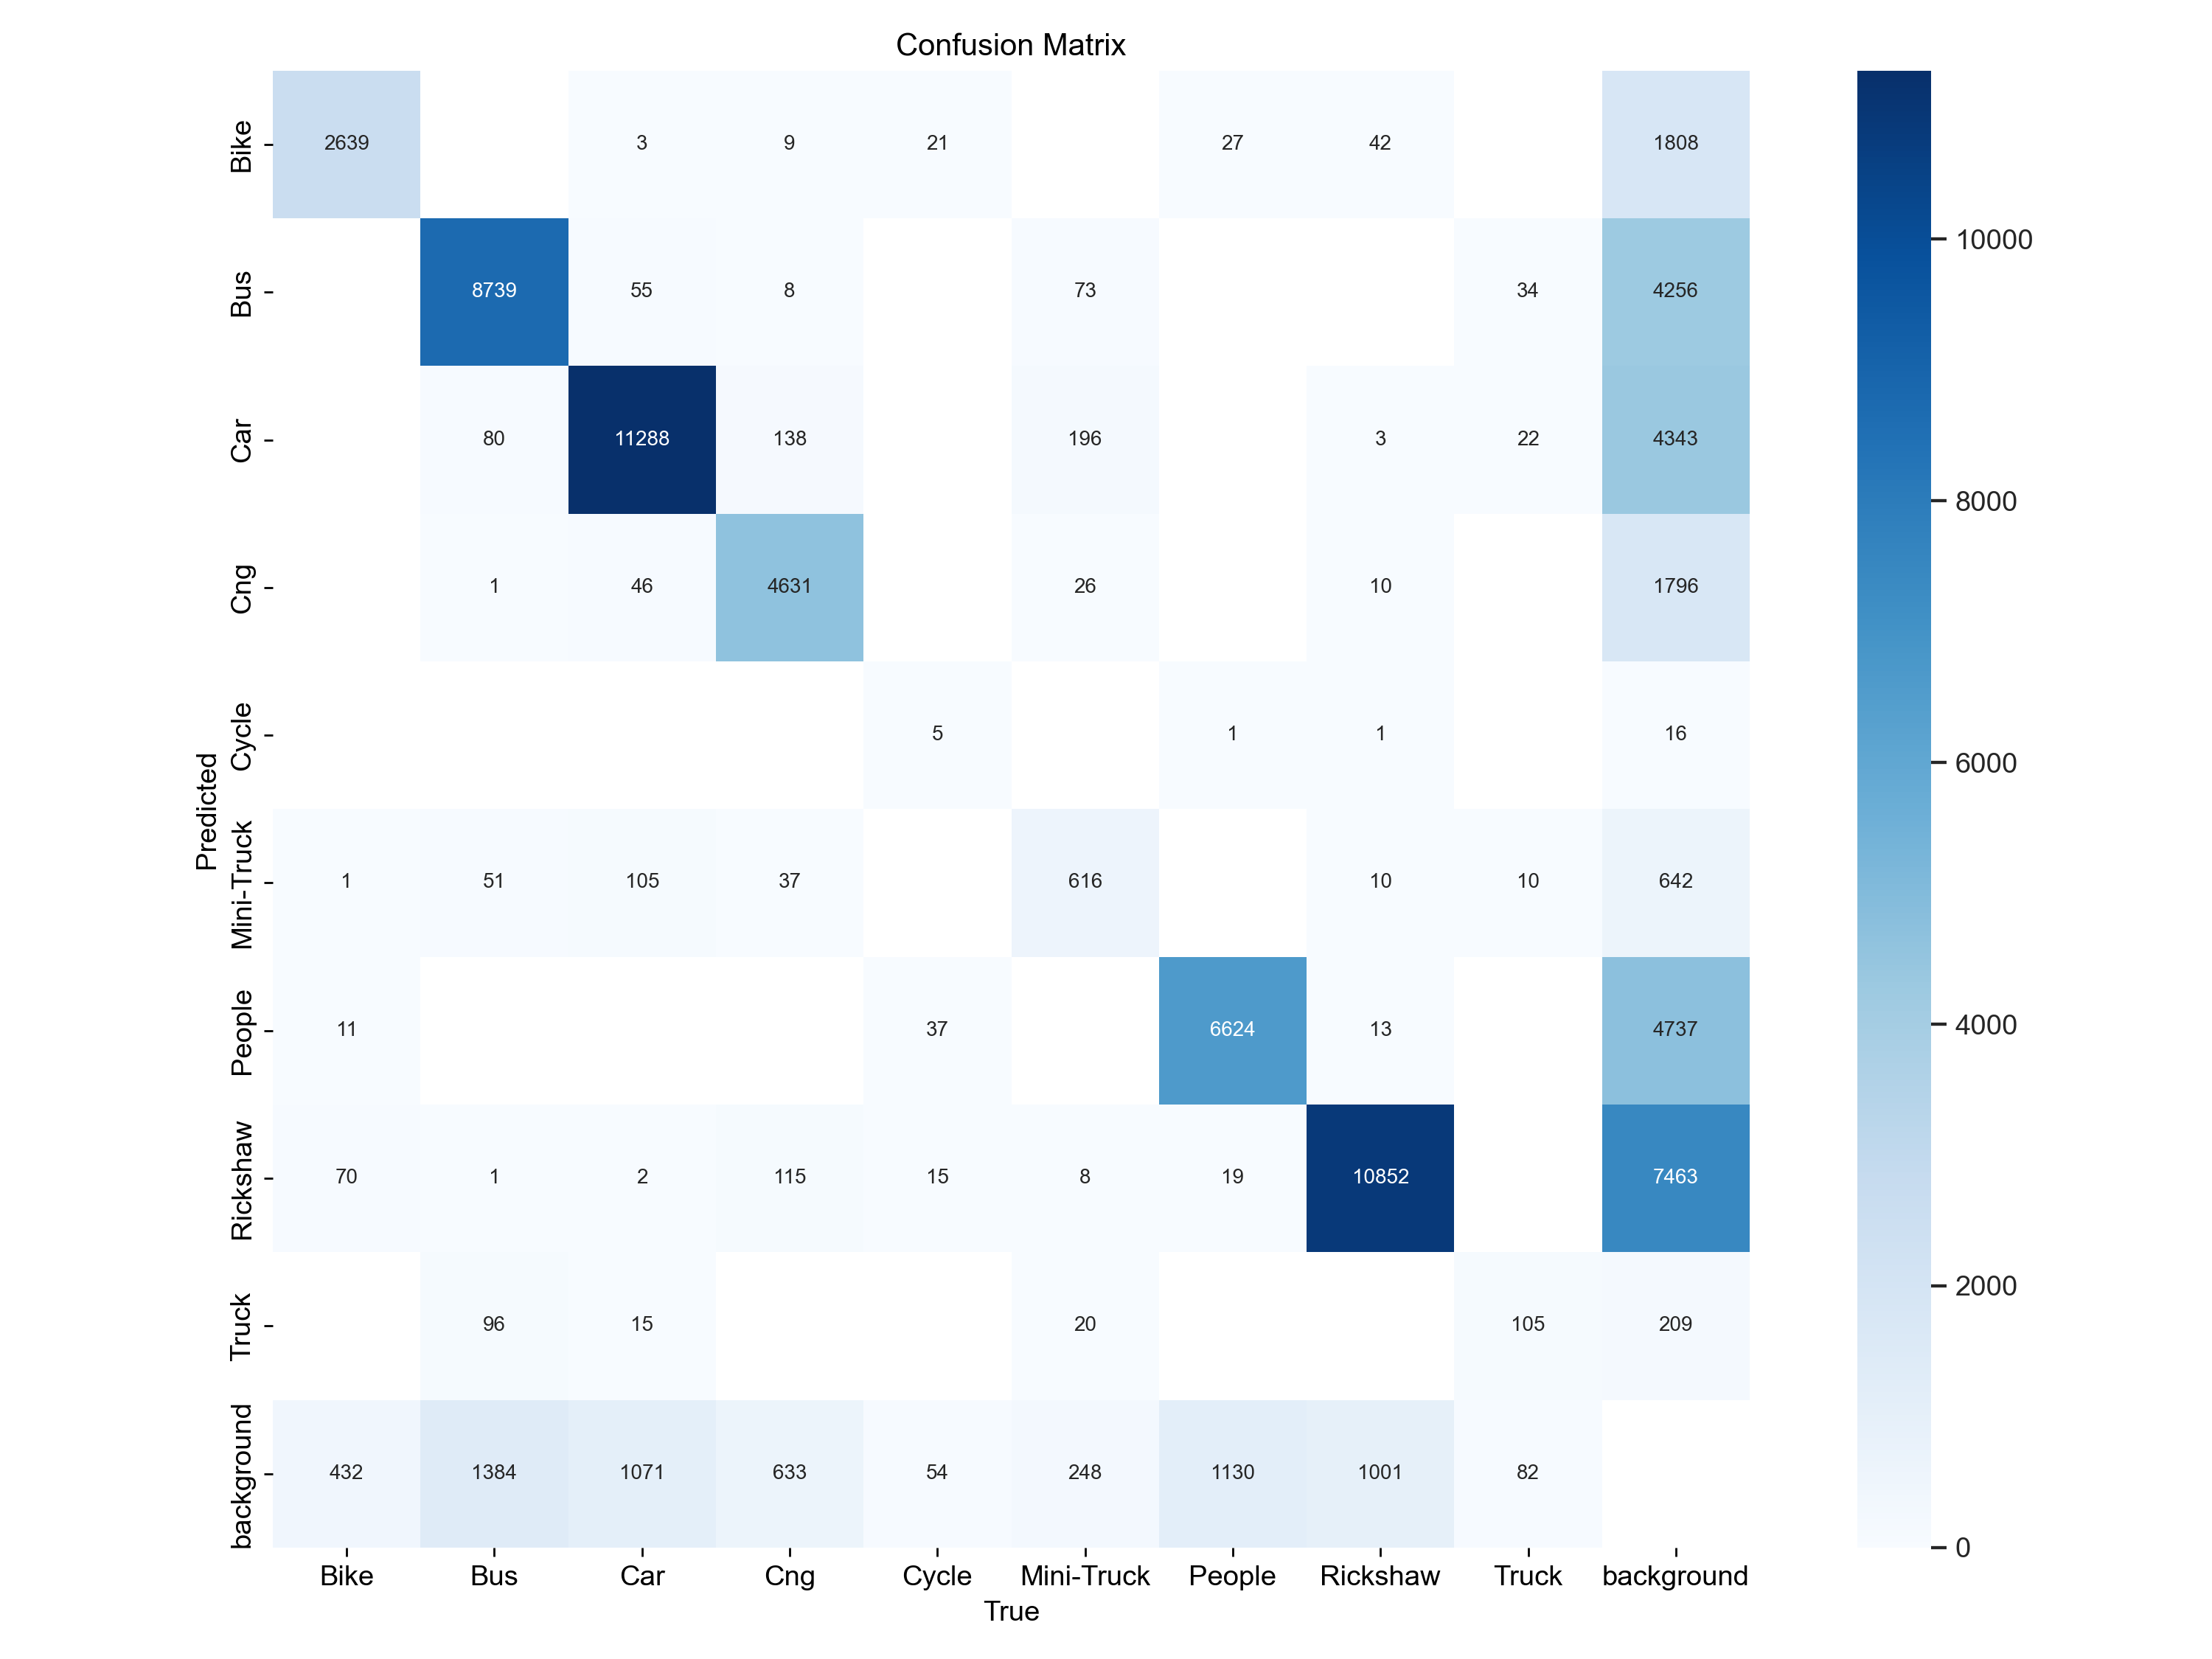 Confusion Matrix
Bike 2639 3 9 21 27 42 1808
Bus 8739 55 8 73 34 4256 10000
Car 80 11288 138 196 3 22 4343 8000
Cng 1 46 4631 26 10 1796
Cycle 5 1 1 16 6000
Predicted
Mini-Truck 1 51 105 37 616 10 10 642
People 11 37 6624 13 4737 4000
Rickshaw 70 1 2 115 15 8 19 10852 7463
Truck 96 15 20 105 209 2000
background 432 1384 1071 633 54 248 1130 1001 82
0
Bike Bus Car Cng Cycle Mini-Truck People Rickshaw Truck background
True